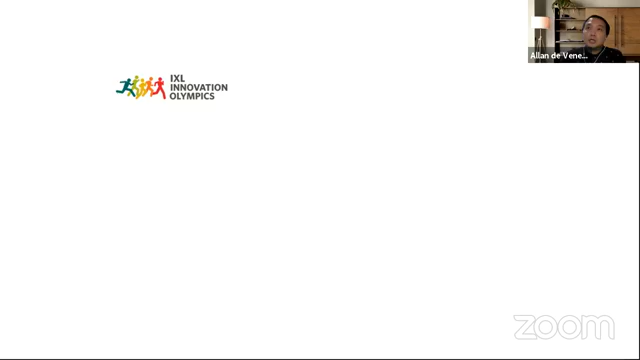 IXL
INNOVATION
OLYMPICS
Allan de Vene...
zoom